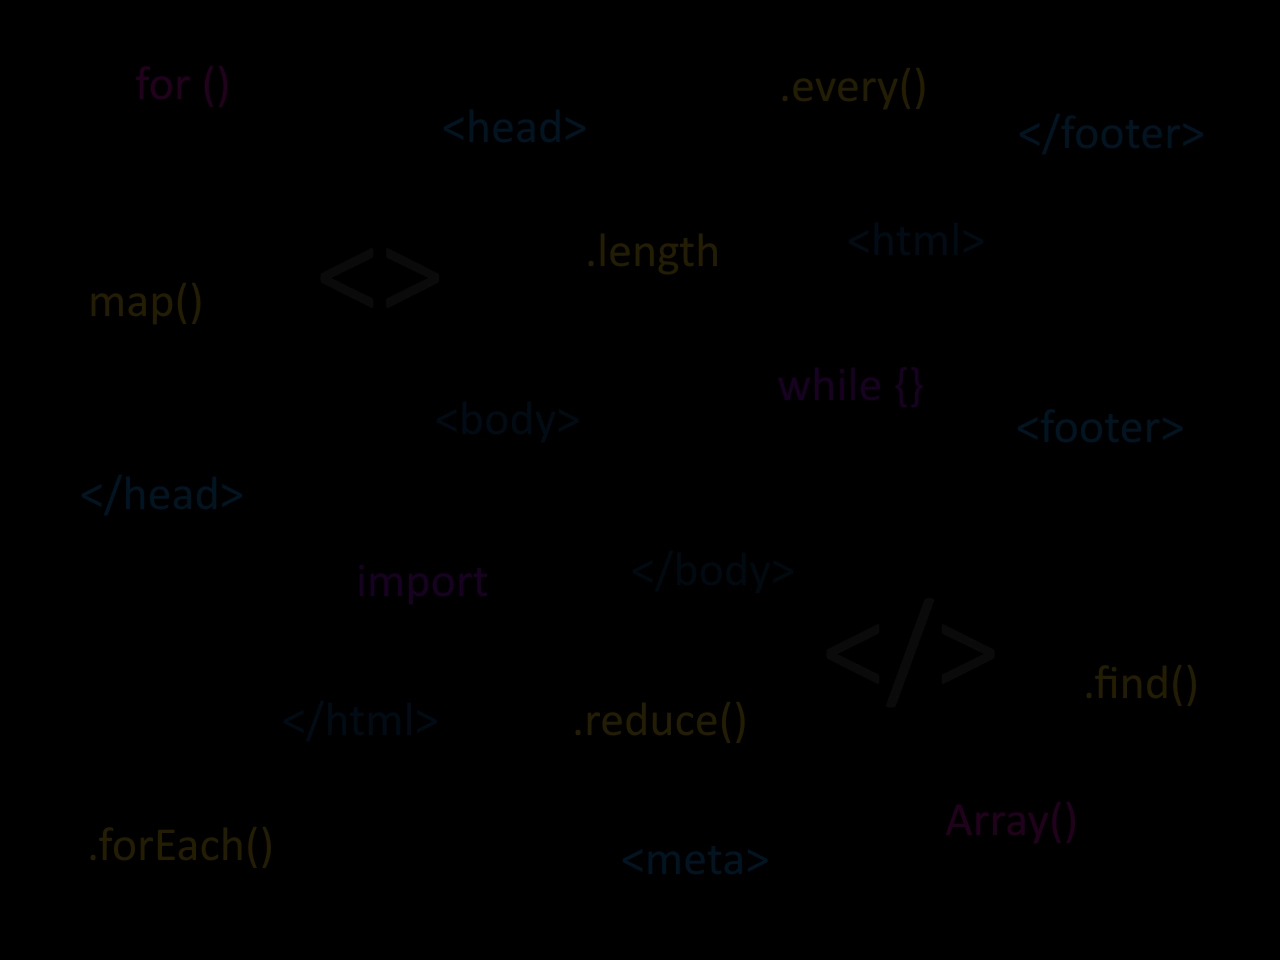 for ()
.every()
<head>
</footer>
<html>
.length
<>
map()
while {}
<body>
<footer>
</head>
</body>
import
</>
.find()
</html>
.reduce()
Array()
.forEach()
<meta>